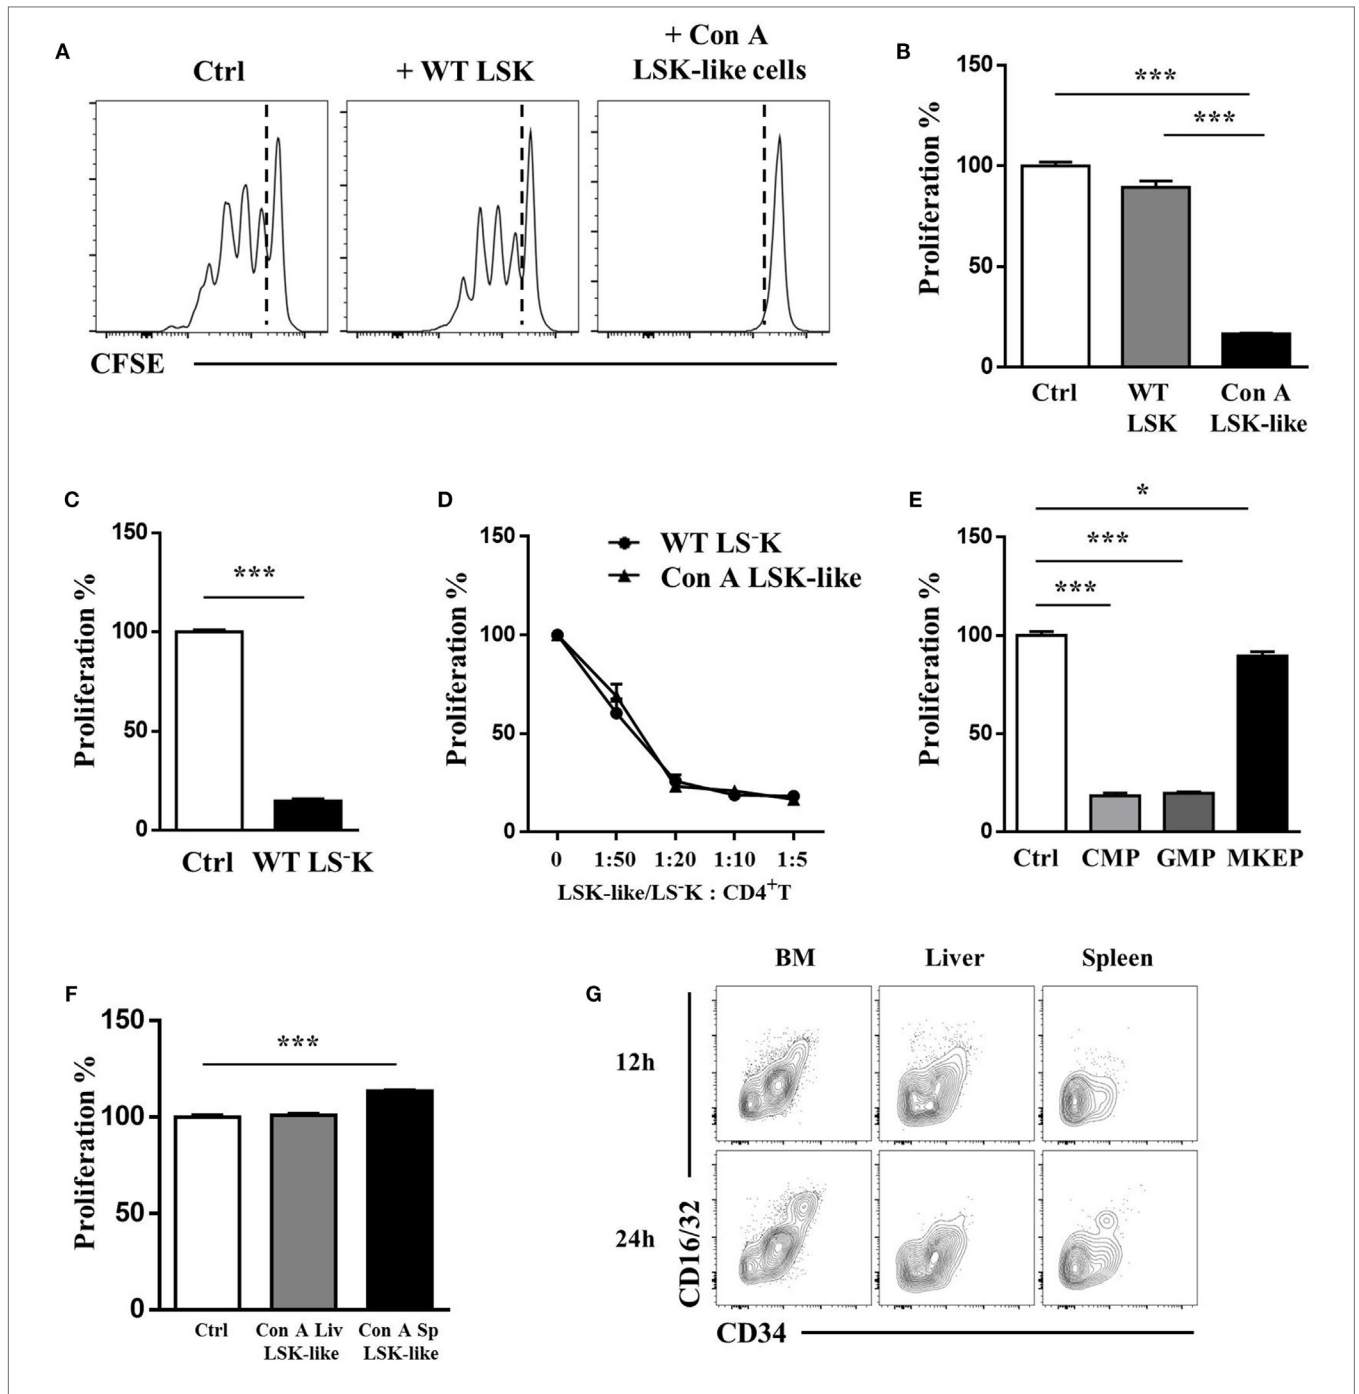 A
Ctrl
+ WT LSK
+ Con A
LSK-like cells
CFSE
B
Proliferation %
150
100
50
0
***
***
Ctrl
WT
LSK
Con A
LSK-like
C
Proliferation %
150
100
50
0
***
Ctrl
WT LS⁻K
D
Proliferation %
150
100
50
0
WT LS⁻K
Con A LSK-like
0
1:50
1:20
1:10
1:5
LSK-like/LS⁻K : CD4⁺T
E
Proliferation %
150
100
50
0
*
***
***
Ctrl
CMP
GMP
MKEP
F
Proliferation %
150
100
50
0
***
Ctrl
Con A Liv
LSK-like
Con A Sp
LSK-like
G
BM
Liver
Spleen
12h
24h
CD16/32
CD34